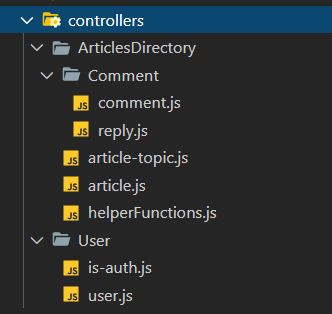 controllers
ArticlesDirectory
Comment
JS comment.js
JS reply.js
JS article-topic.js
JS article.js
JS helperFunctions.js
User
JS is-auth.js
JS user.js